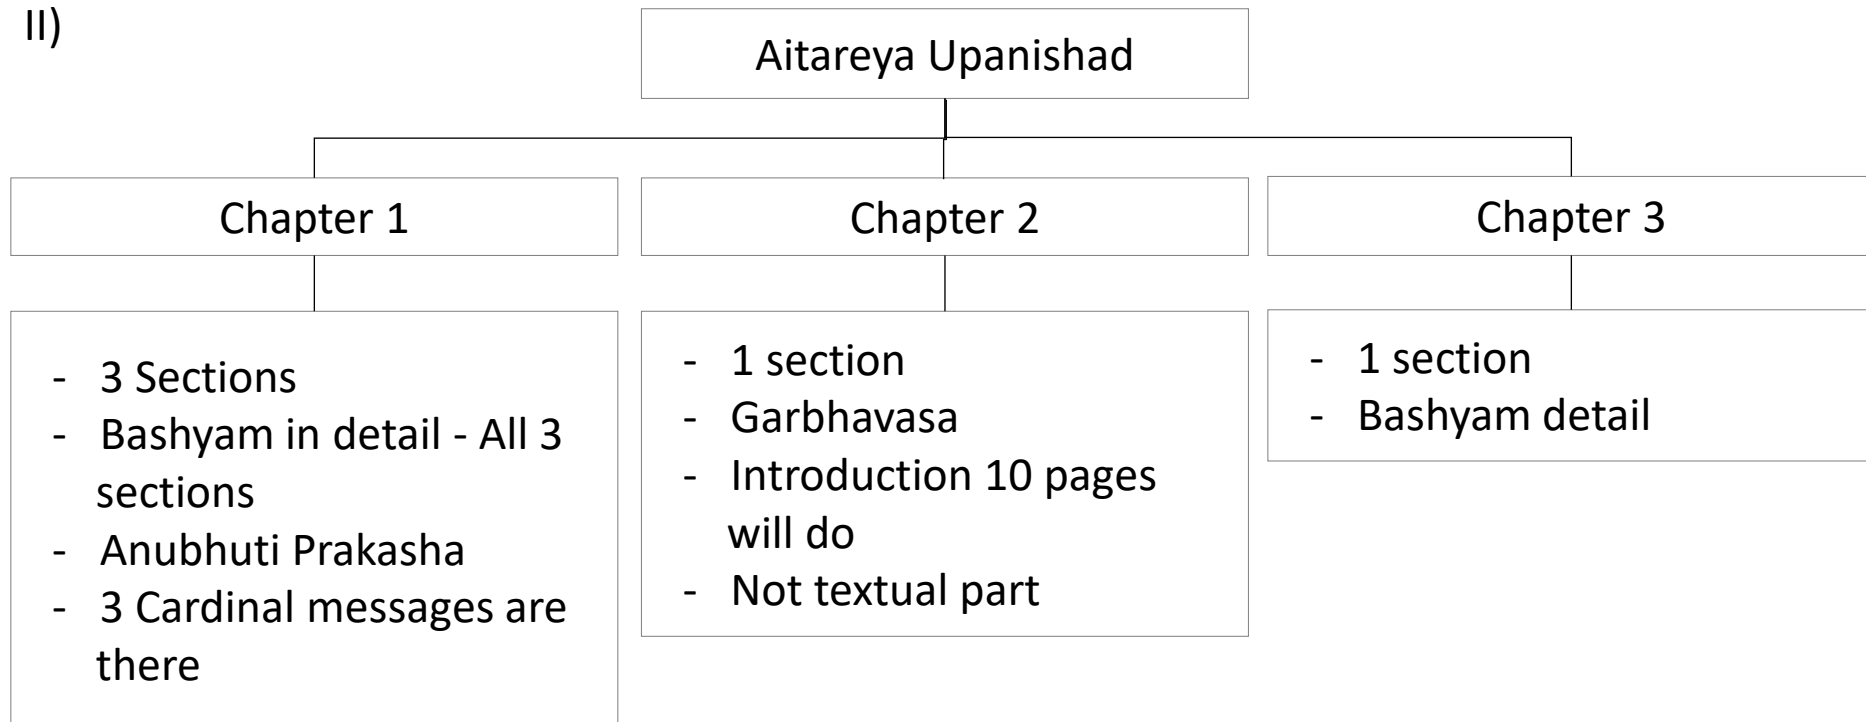 II)
Aitareya Upanishad
Chapter 1
Chapter 2
Chapter 3
- 3 Sections
- Bashyam in detail - All 3
sections
- Anubhuti Prakasha
- 3 Cardinal messages are
there
- 1 section
- Garbhavasa
- Introduction 10 pages
will do
- Not textual part
- 1 section
- Bashyam detail